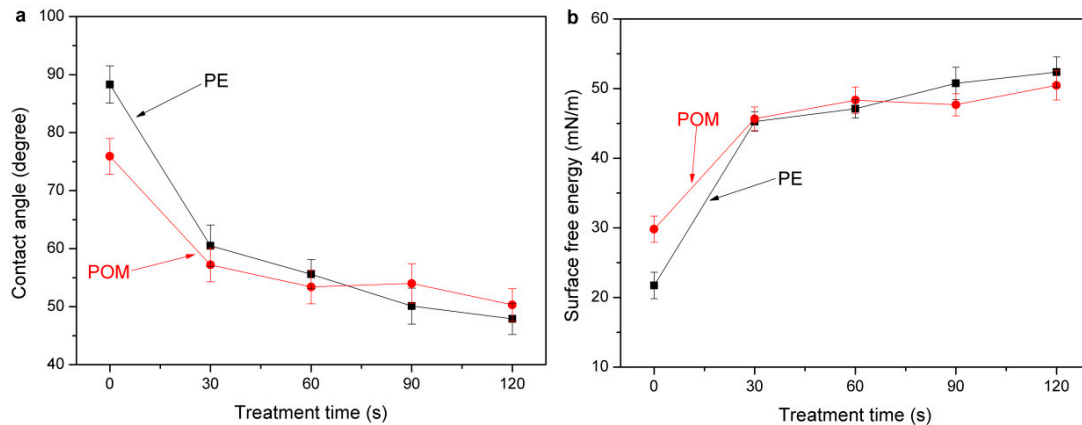 a
100
90
80
70
60
50
40
Contact angle (degree)
PE
POM
0 30 60 90 120
Treatment time (s)
b
60
50
40
30
20
10
Surface free energy (mN/m)
POM
PE
0 30 60 90 120
Treatment time (s)